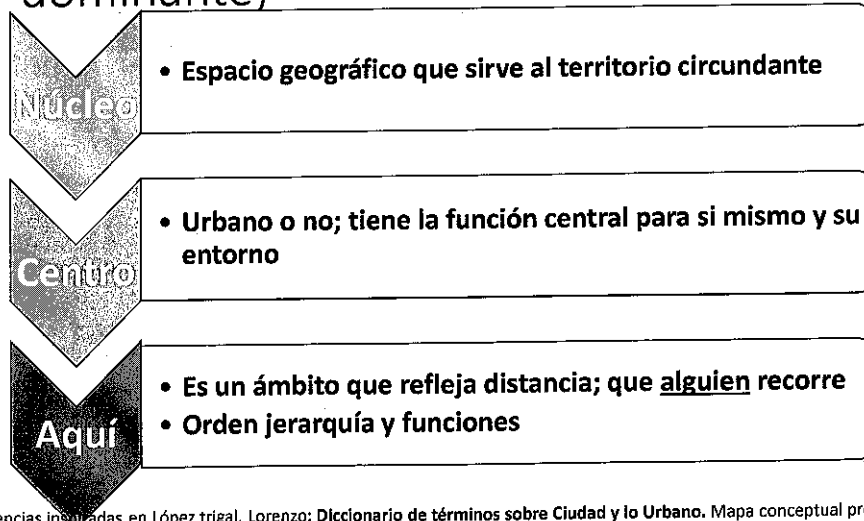 dominante)
Núcleo
• Espacio geográfico que sirve al territorio circundante
Centro
• Urbano o no; tiene la función central para si mismo y su
entorno
Aquí
• Es un ámbito que refleja distancia; que alguien recorre
• Orden jerarquía y funciones
en López trigal, Lorenzo: Diccionario de términos sobre Ciudad y lo Urbano. Mapa conceptual